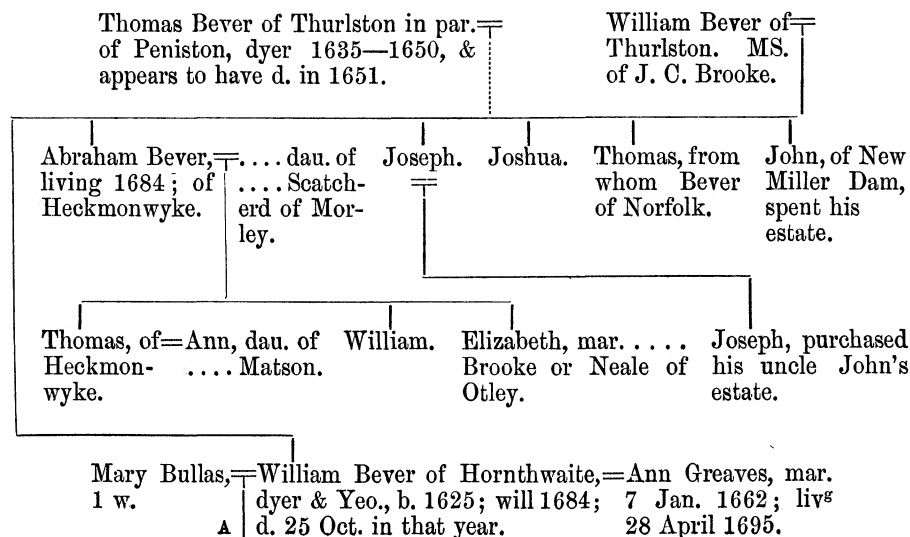 Thomas Bever of Thurlston in par.
of Peniston, dyer 1635—1650, &
appears to have d. in 1651.
William Bever of
Thurlston. MS.
of J. C. Brooke.
Abraham Bever,
living 1684; of
Heckmonwyke.
.... dau. of
.... Scatch-
erd of Mor-
ley.
Joseph.
Joshua.
Thomas, from
whom Bever
of Norfolk.
John, of New
Miller Dam,
spent his
estate.
Thomas, of
Heckmon-
wyke.
Ann, dau. of
.... Matson.
William.
Elizabeth, mar. ....
Brooke or Neale of
Otley.
Joseph, purchased
his uncle John's
estate.
Mary Bullas,
1 w.
William Bever of Hornthwaite,
dyer & Yeo., b. 1625; will 1684;
d. 25 Oct. in that year.
Ann Greaves, mar.
7 Jan. 1662; livg
28 April 1695.
A